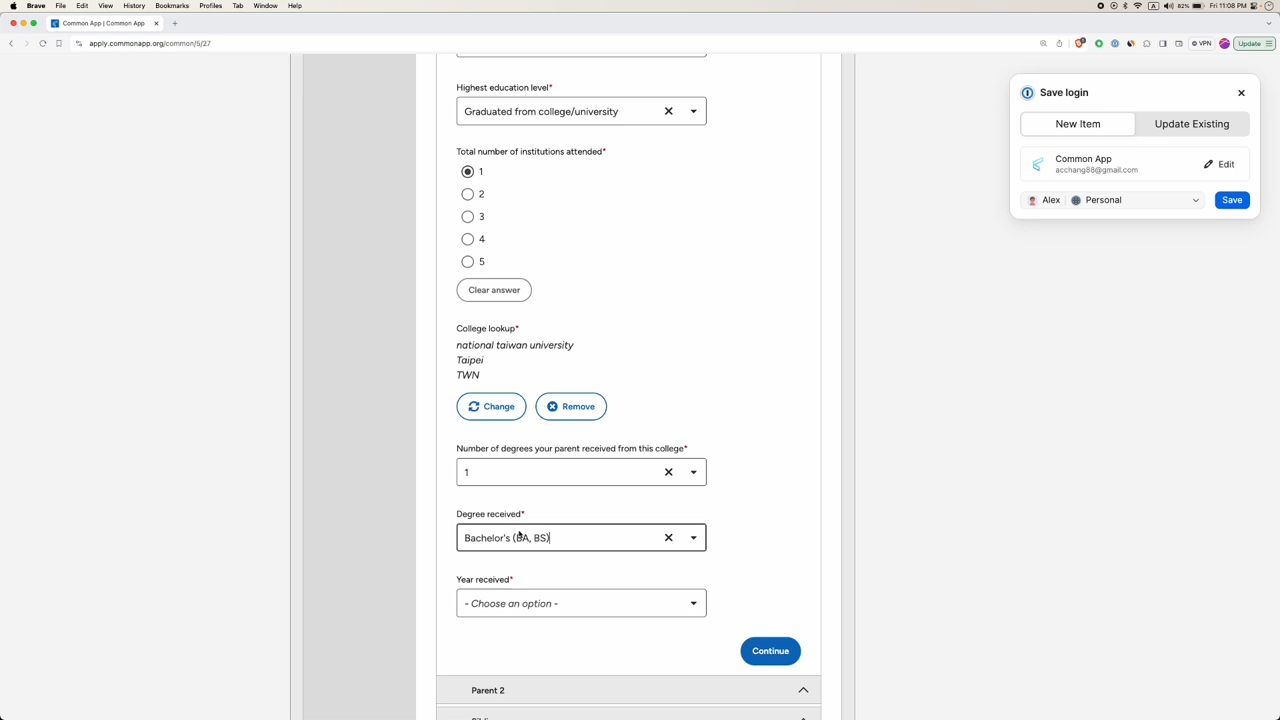 Brave File Edit View History Bookmarks Profiles Tab Window Help
A 82% Fri 11:08 PM
Common App | Common App
apply.commonapp.org/common/5/27
VPN
Update
Save login
New Item
Update Existing
Common App
acchang88@gmail.com
Edit
Alex
Personal
Save
Highest education level*
Graduated from college/university
Total number of institutions attended*
1
2
3
4
5
Clear answer
College lookup*
national taiwan university
Taipei
TWN
Change
Remove
Number of degrees your parent received from this college*
1
Degree received*
Bachelor's (BA, BS)
Year received*
- Choose an option -
Continue
Parent 2